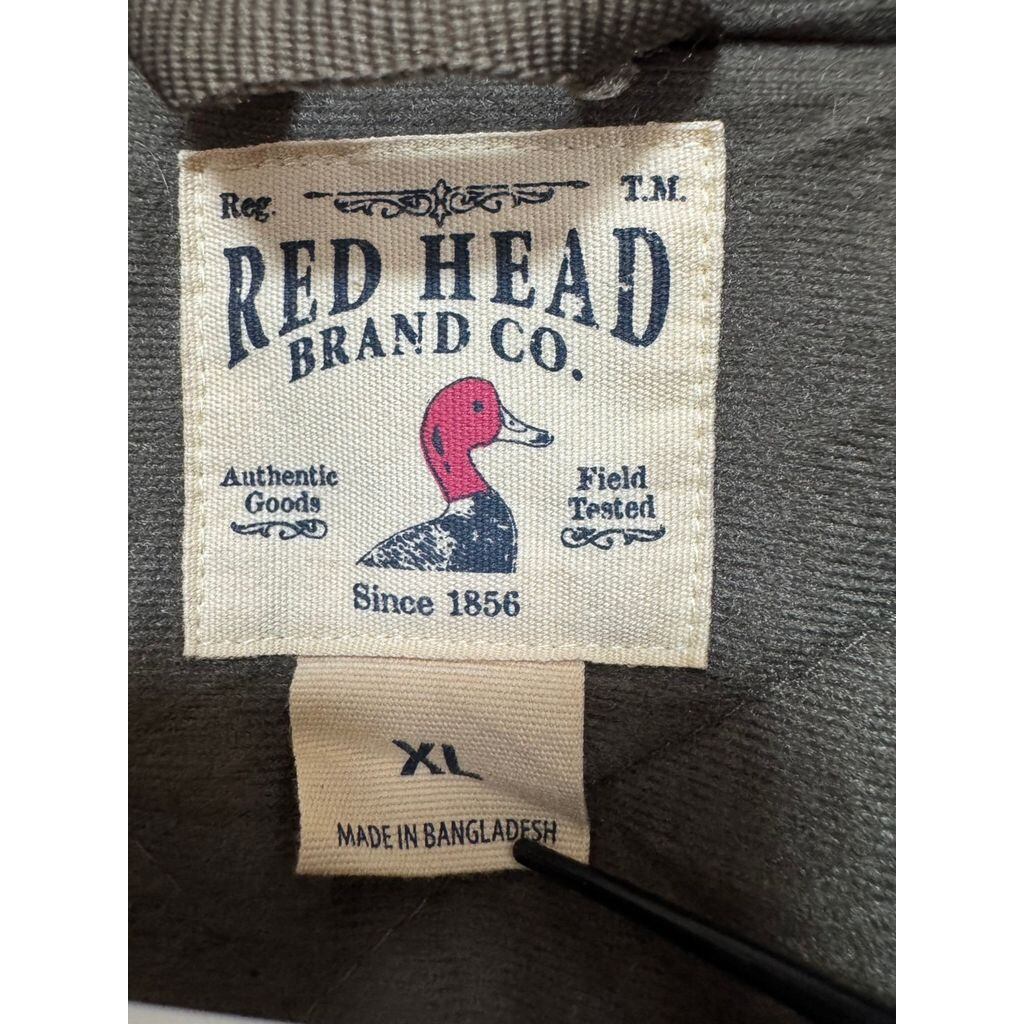 Reg. T.M.
RED HEAD
BRAND CO.
Authentic Goods
Field Tested
Since 1856
XL
MADE IN BANGLADESH